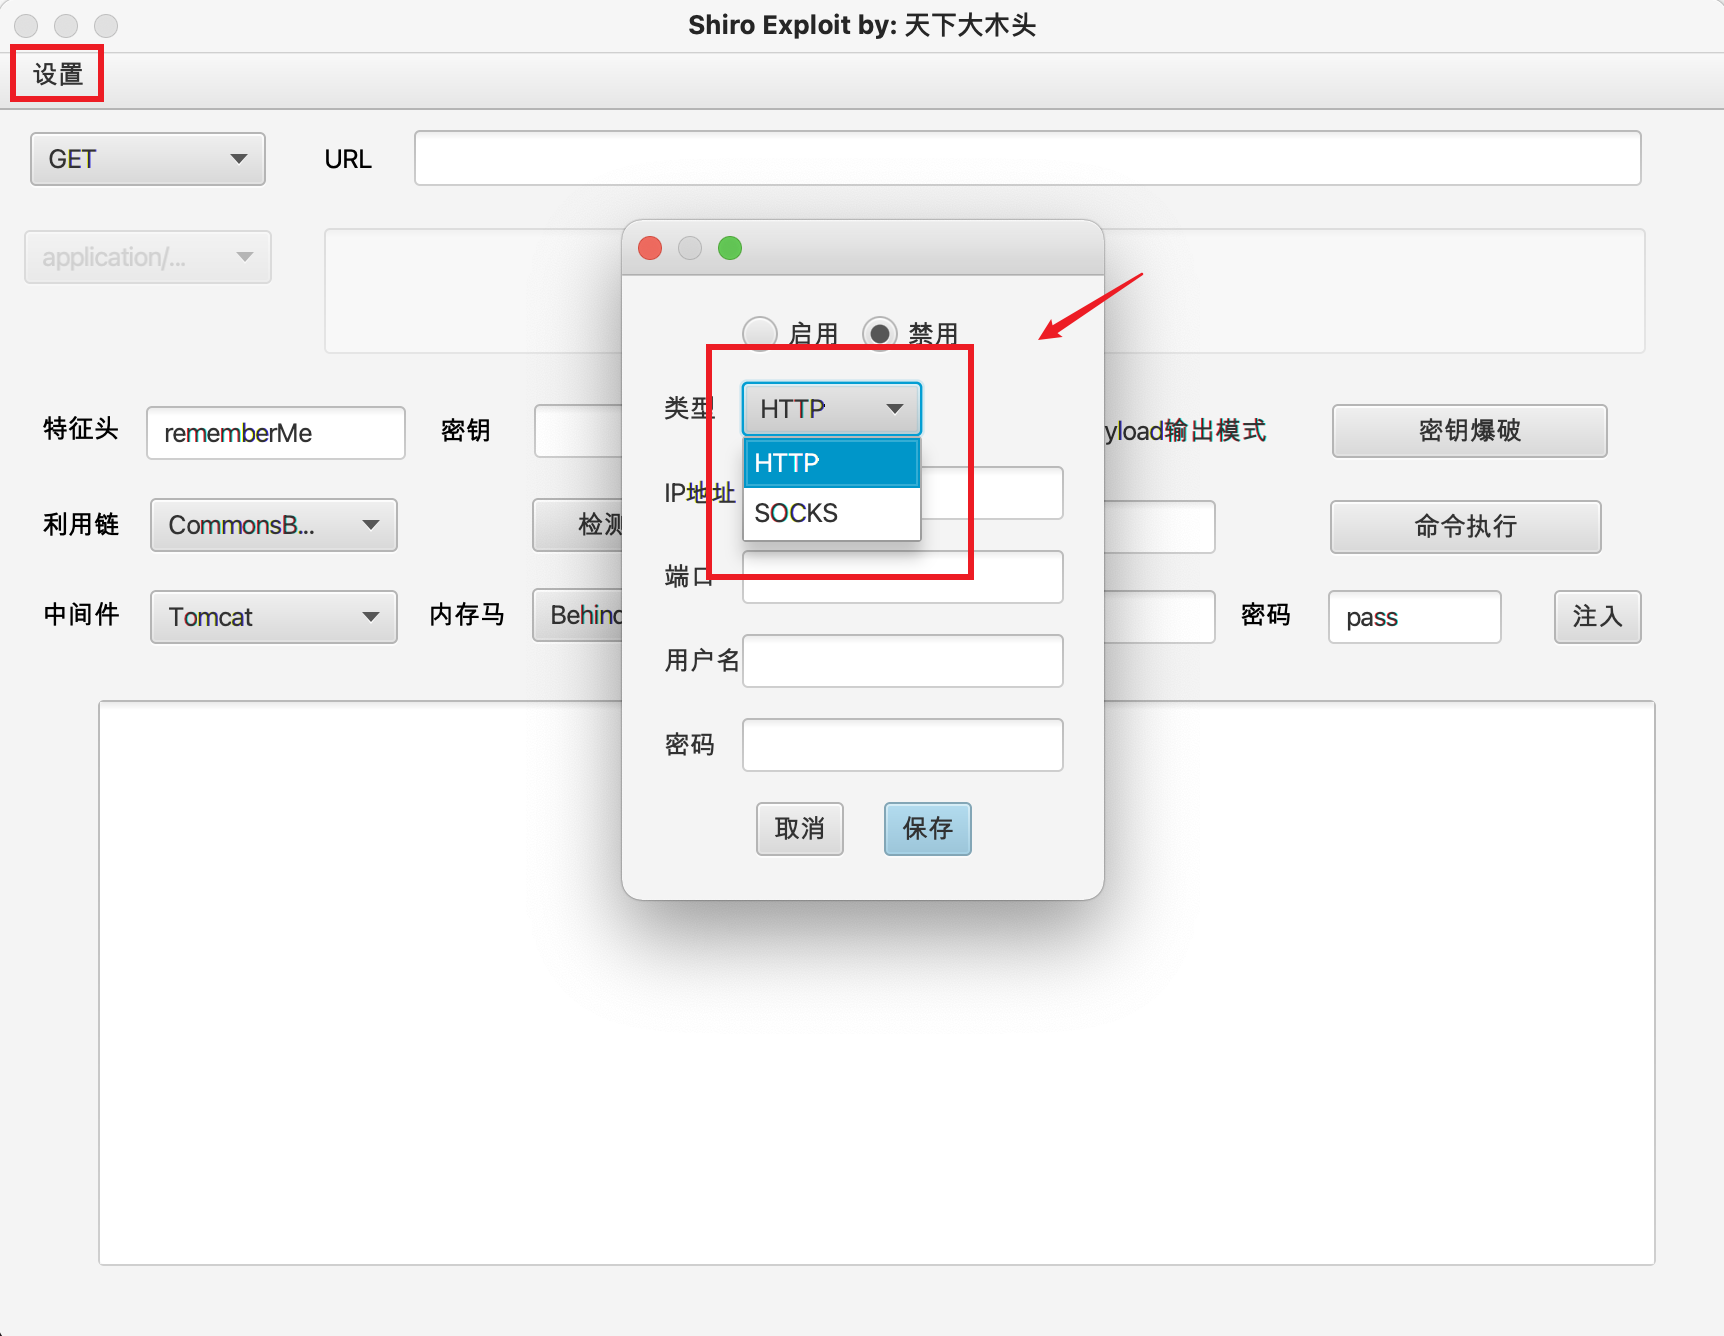 Shiro Exploit by: 天下大木头
设置
GET
URL
application/...
启用
禁用
类型
HTTP
HTTP
SOCKS
IP地址
端口
用户名
密码
取消
保存
特征头
rememberMe
密钥
yload输出模式
密钥爆破
利用链
CommonsB...
检测
命令执行
中间件
Tomcat
内存马
Behind
密码
pass
注入